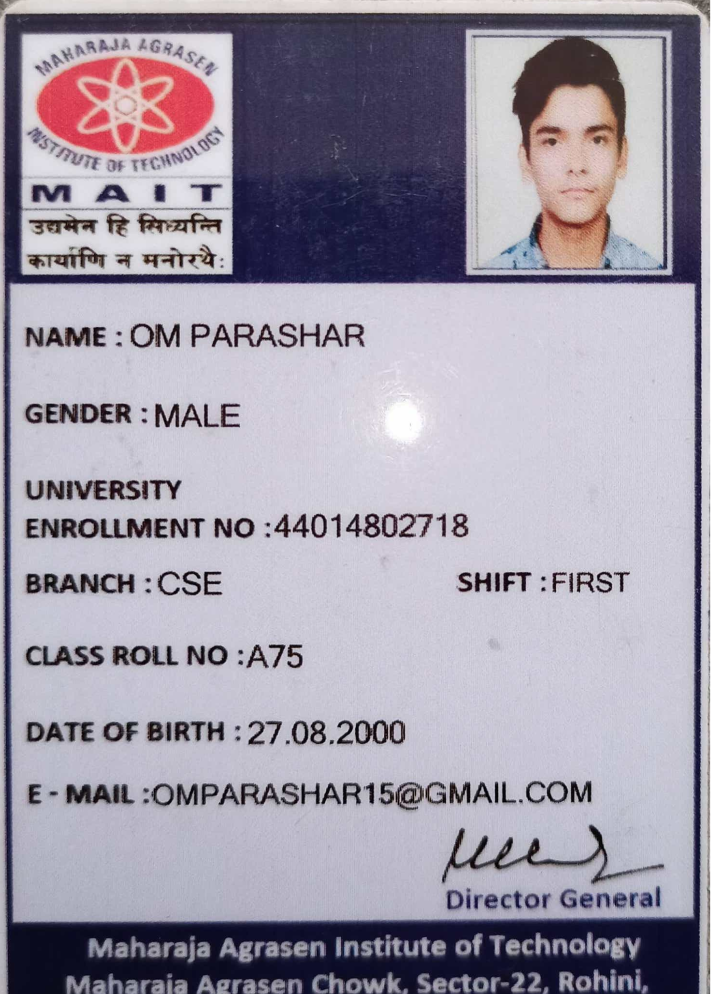 MAHARAJA AGRASEN
INSTITUTE OF TECHNOLOGY
MAIT
उद्यमेन हि सिध्यन्ति
कार्याणि न मनोरथैः
NAME : OM PARASHAR
GENDER : MALE
UNIVERSITY
ENROLLMENT NO :44014802718
BRANCH : CSE SHIFT : FIRST
CLASS ROLL NO :A75
DATE OF BIRTH : 27.08.2000
E - MAIL :OMPARASHAR15@GMAIL.COM
Director General
Maharaja Agrasen Institute of Technology
Maharaja Agrasen Chowk, Sector-22, Rohini,